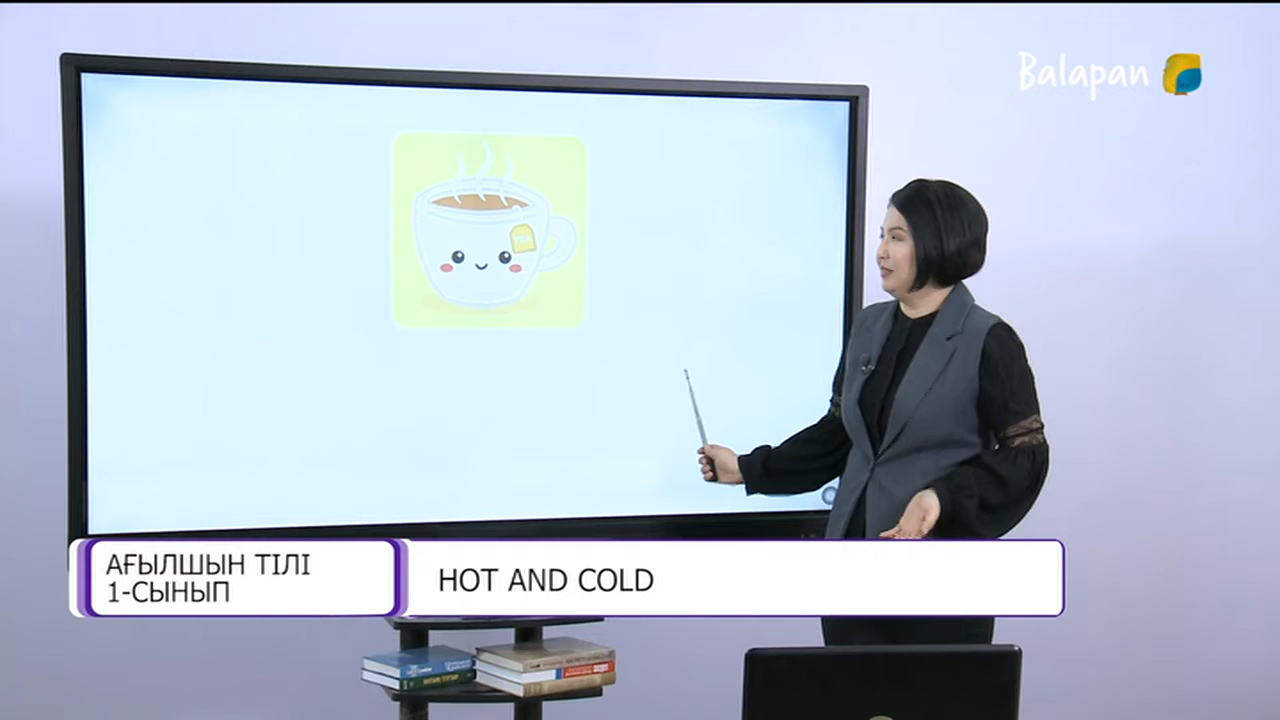 Balapan
TEA
АҒЫЛШЫН ТІЛІ
1-СЫНЫП
HOT AND COLD